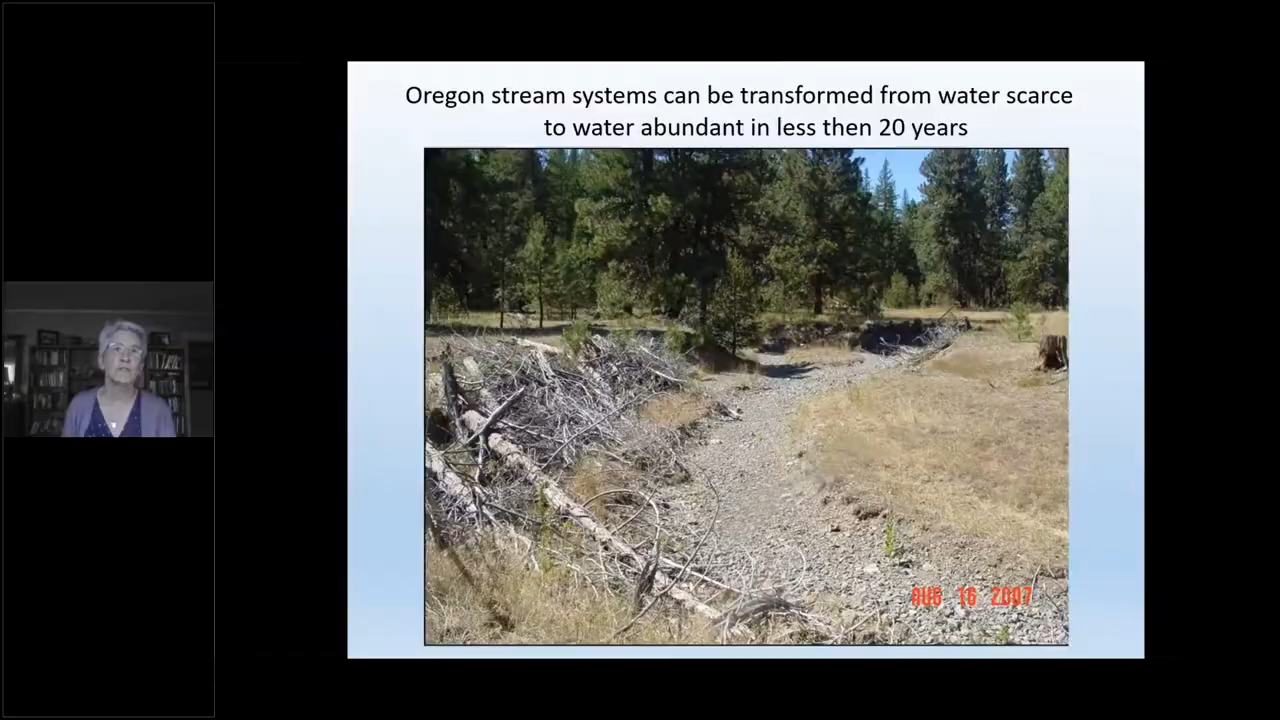 Oregon stream systems can be transformed from water scarce
to water abundant in less then 20 years
AUG 16 2007